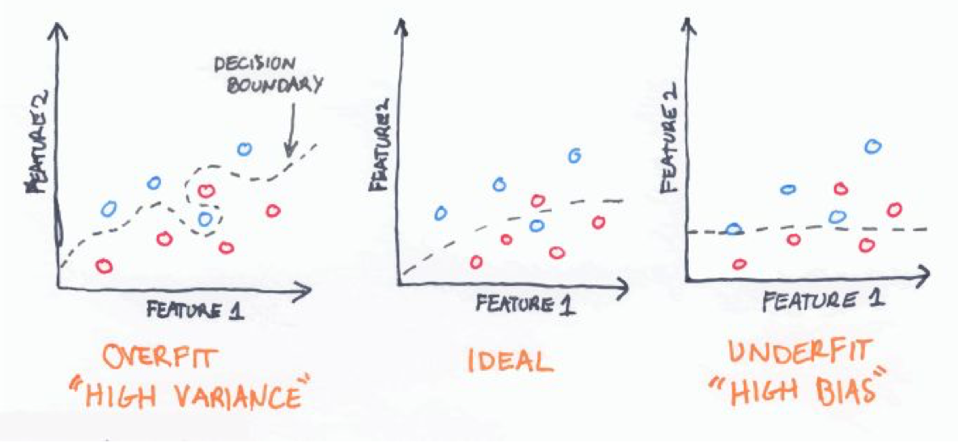 DECISION
BOUNDARY
FEATURE 2
FEATURE 1
OVERFIT
"HIGH VARIANCE"
FEATURE 2
FEATURE 1
IDEAL
FEATURE 2
FEATURE 1
UNDERFIT
"HIGH BIAS"